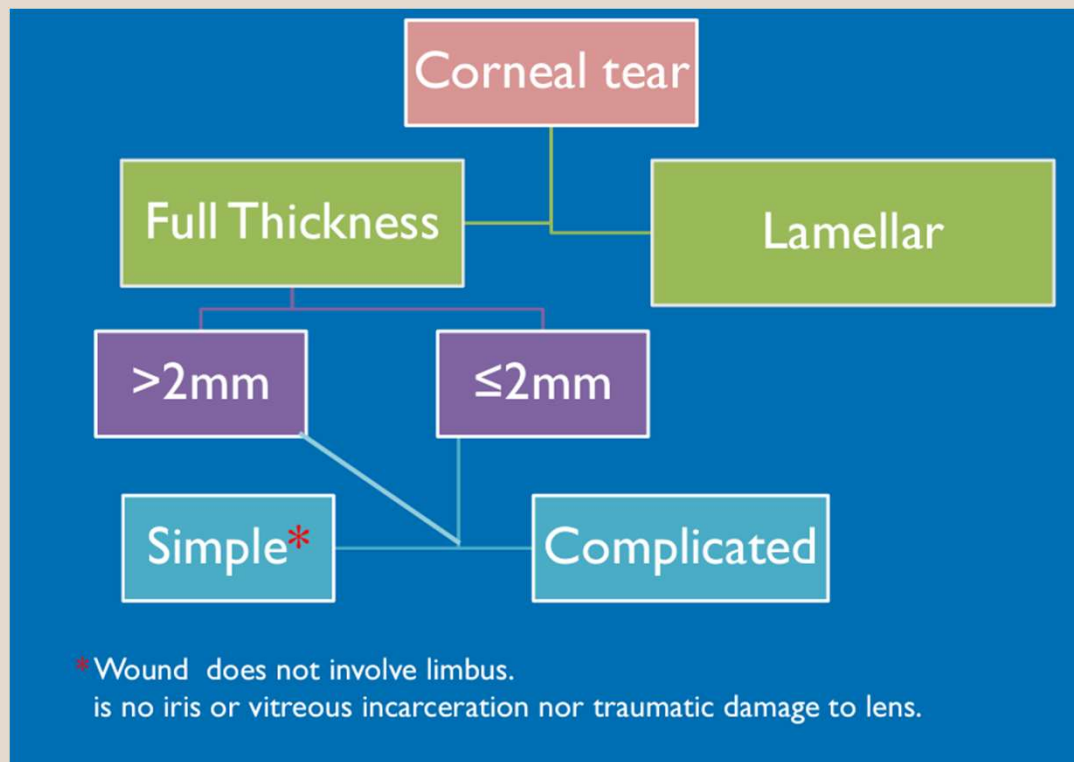 Corneal tear
Full Thickness
Lamellar
>2mm
≤2mm
Simple*
Complicated
*Wound does not involve limbus.
is no iris or vitreous incarceration nor traumatic damage to lens.